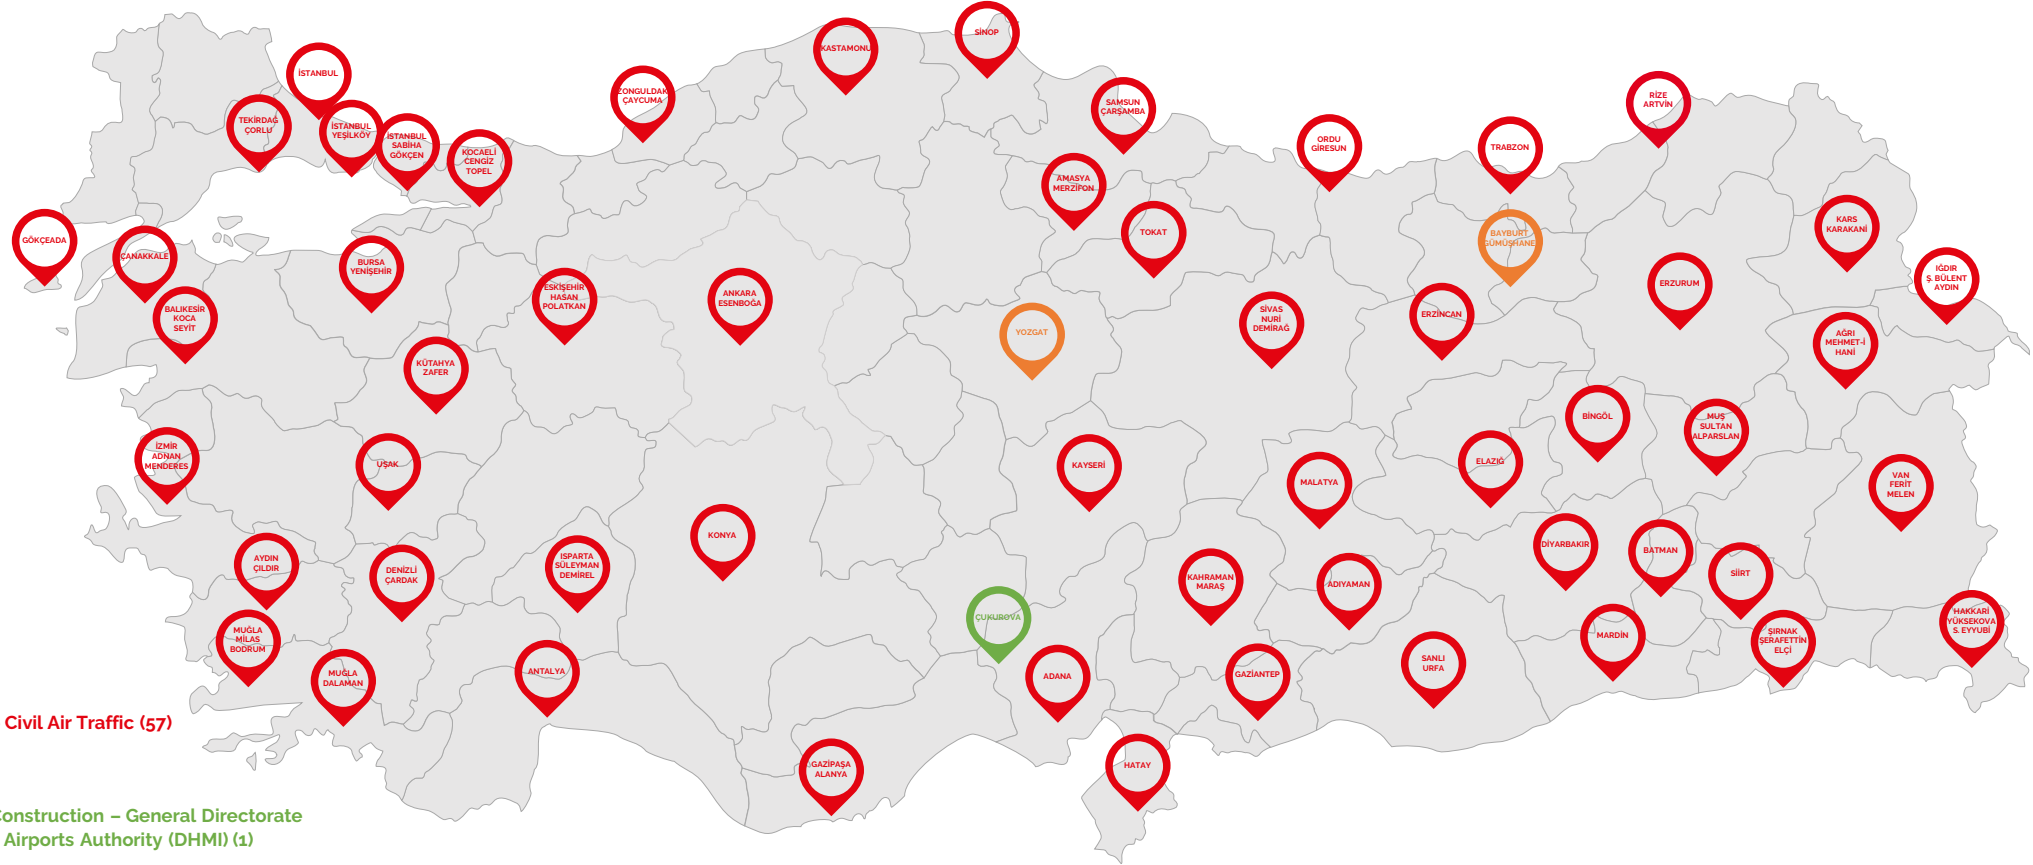 SİNOP
KASTAMONU
İSTANBUL
ZONGULDAK
ÇAYCUMA
SAMSUN
ÇARŞAMBA
RİZE
ARTVİN
TEKİRDAĞ
ÇORLU
İSTANBUL
YEŞİLKÖY
İSTANBUL
SABİHA
GÖKÇEN
KOCAELİ
CENGİZ
TOPEL
ORDU
GİRESUN
TRABZON
AMASYA
MERZİFON
TOKAT
KARS
KARAKANİ
GÖKÇEADA
ÇANAKKALE
BAYBURT
GÜMÜŞHANE
BURSA
YENİŞEHİR
IĞDIR
Ş. BÜLENT
AYDIN
ERZURUM
ESKİŞEHİR
HASAN
POLATKAN
ANKARA
ESENBOĞA
BALIKESİR
KOCA
SEYİT
SİVAS
NURİ
DEMİRAĞ
ERZİNCAN
YOZGAT
AĞRI
MEHMET-İ
HANİ
KÜTAHYA
ZAFER
BİNGÖL
MUŞ
SULTAN
ALPARSLAN
İZMİR
ADNAN
MENDERES
UŞAK
KAYSERİ
ELAZIĞ
MALATYA
VAN
FERİT
MELEN
KONYA
DİYARBAKIR
BATMAN
AYDIN
ÇILDIR
DENİZLİ
ÇARDAK
ISPARTA
SÜLEYMAN
DEMİREL
SİİRT
KAHRAMAN
MARAŞ
ADIYAMAN
ÇUKUROVA
HAKKARİ
YÜKSEKOVA
S. EYYUBİ
MUĞLA
MİLAS
BODRUM
MARDİN
ŞIRNAK
ŞERAFETTİN
ELÇİ
MUĞLA
DALAMAN
ANTALYA
ADANA
GAZİANTEP
SANLI
URFA
Civil Air Traffic (57)
GAZİPAŞA
ALANYA
HATAY
Construction – General Directorate
Airports Authority (DHMI) (1)